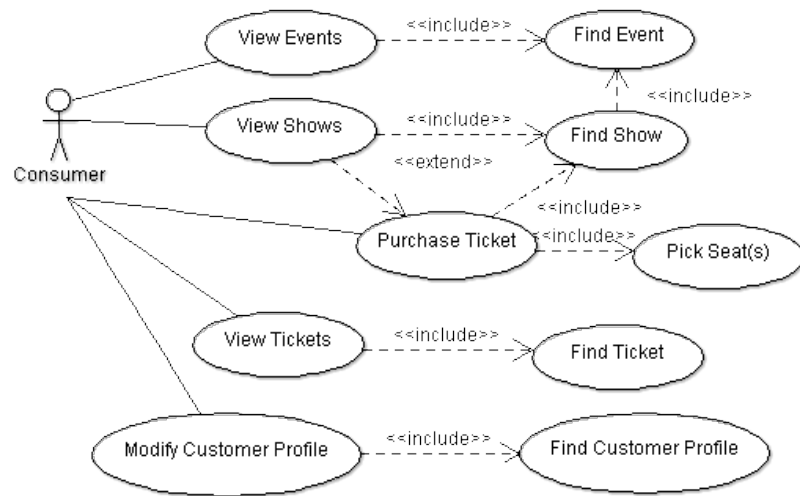 View Events
<<include>>
Find Event
<<include>>
View Shows
<<include>>
Find Show
Consumer
<<extend>>
<<include>>
Purchase Ticket
<<include>>
Pick Seat(s)
View Tickets
<<include>>
Find Ticket
Modify Customer Profile
<<include>>
Find Customer Profile